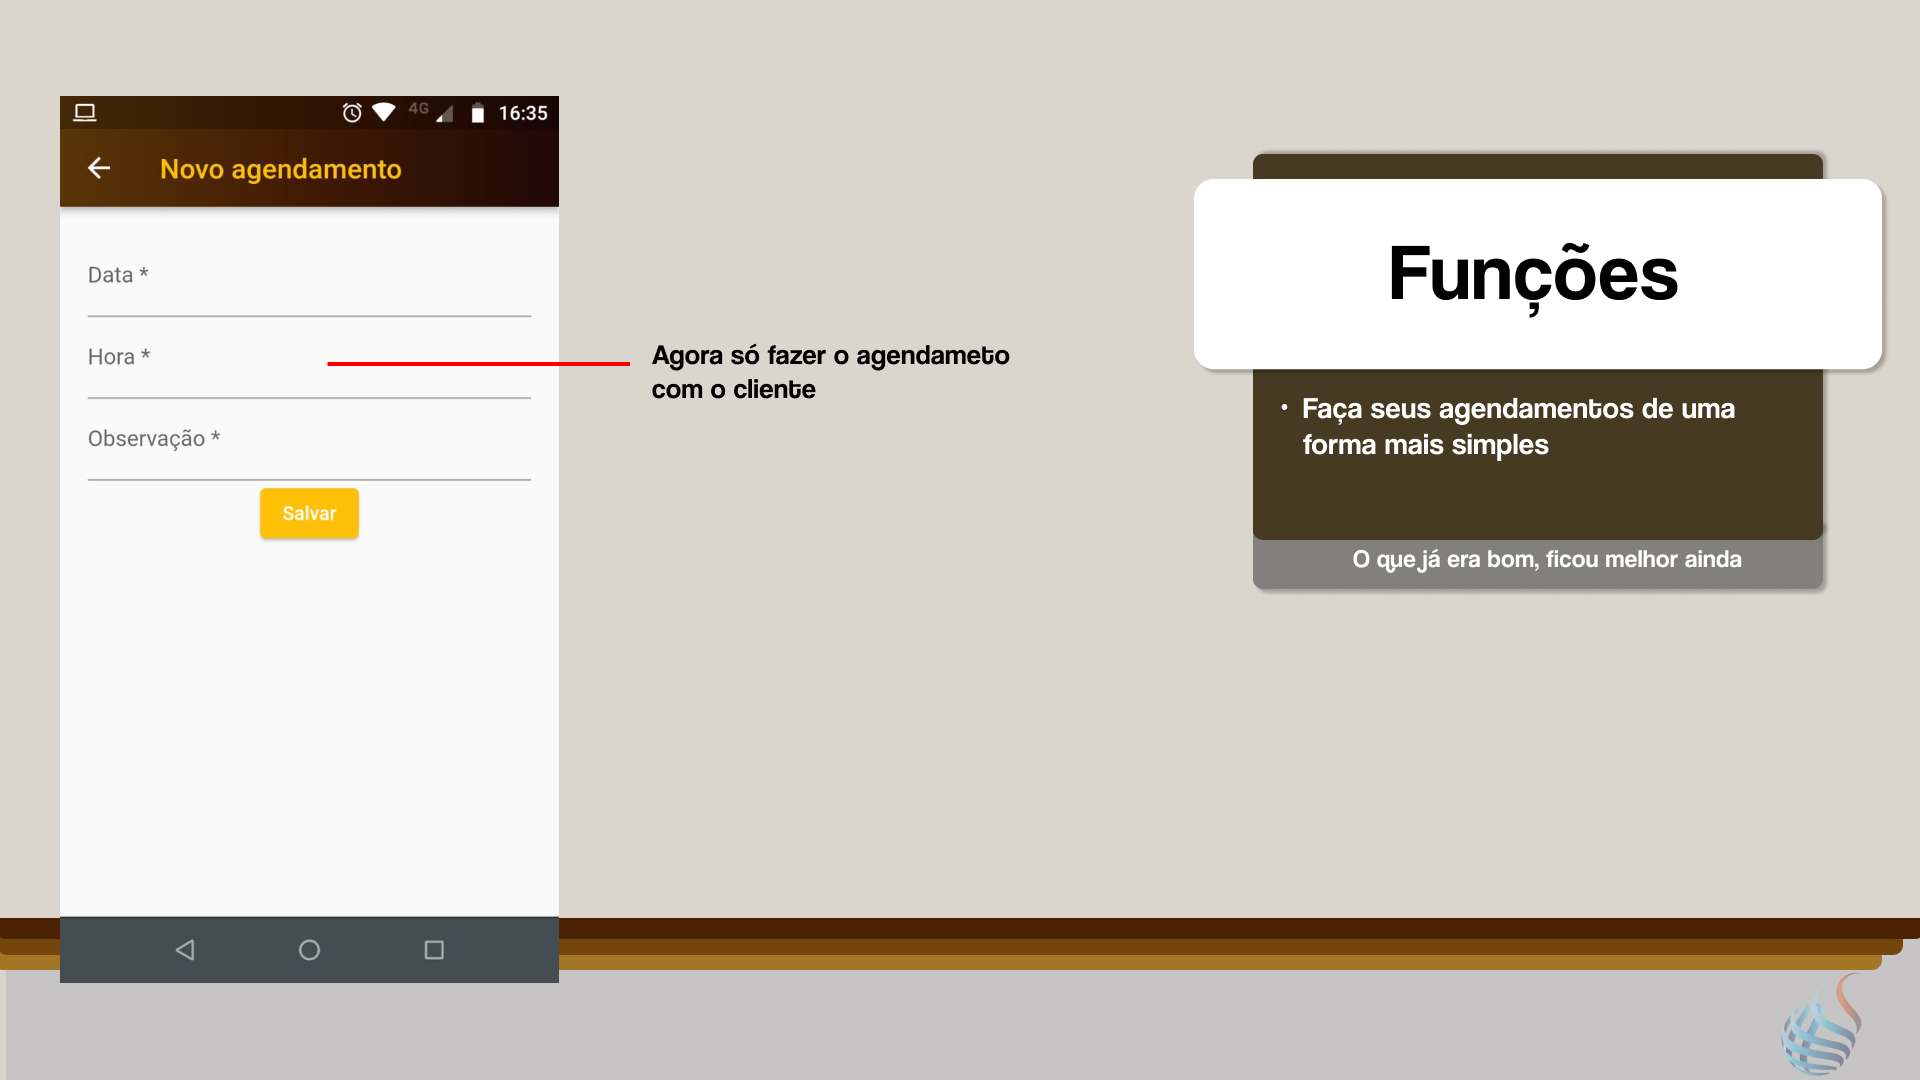 4G
16:35
Novo agendamento
Data *
Hora *
Observação *
Salvar
Agora só fazer o agendameto
com o cliente
Funções
• Faça seus agendamentos de uma
forma mais simples
O que já era bom, ficou melhor ainda